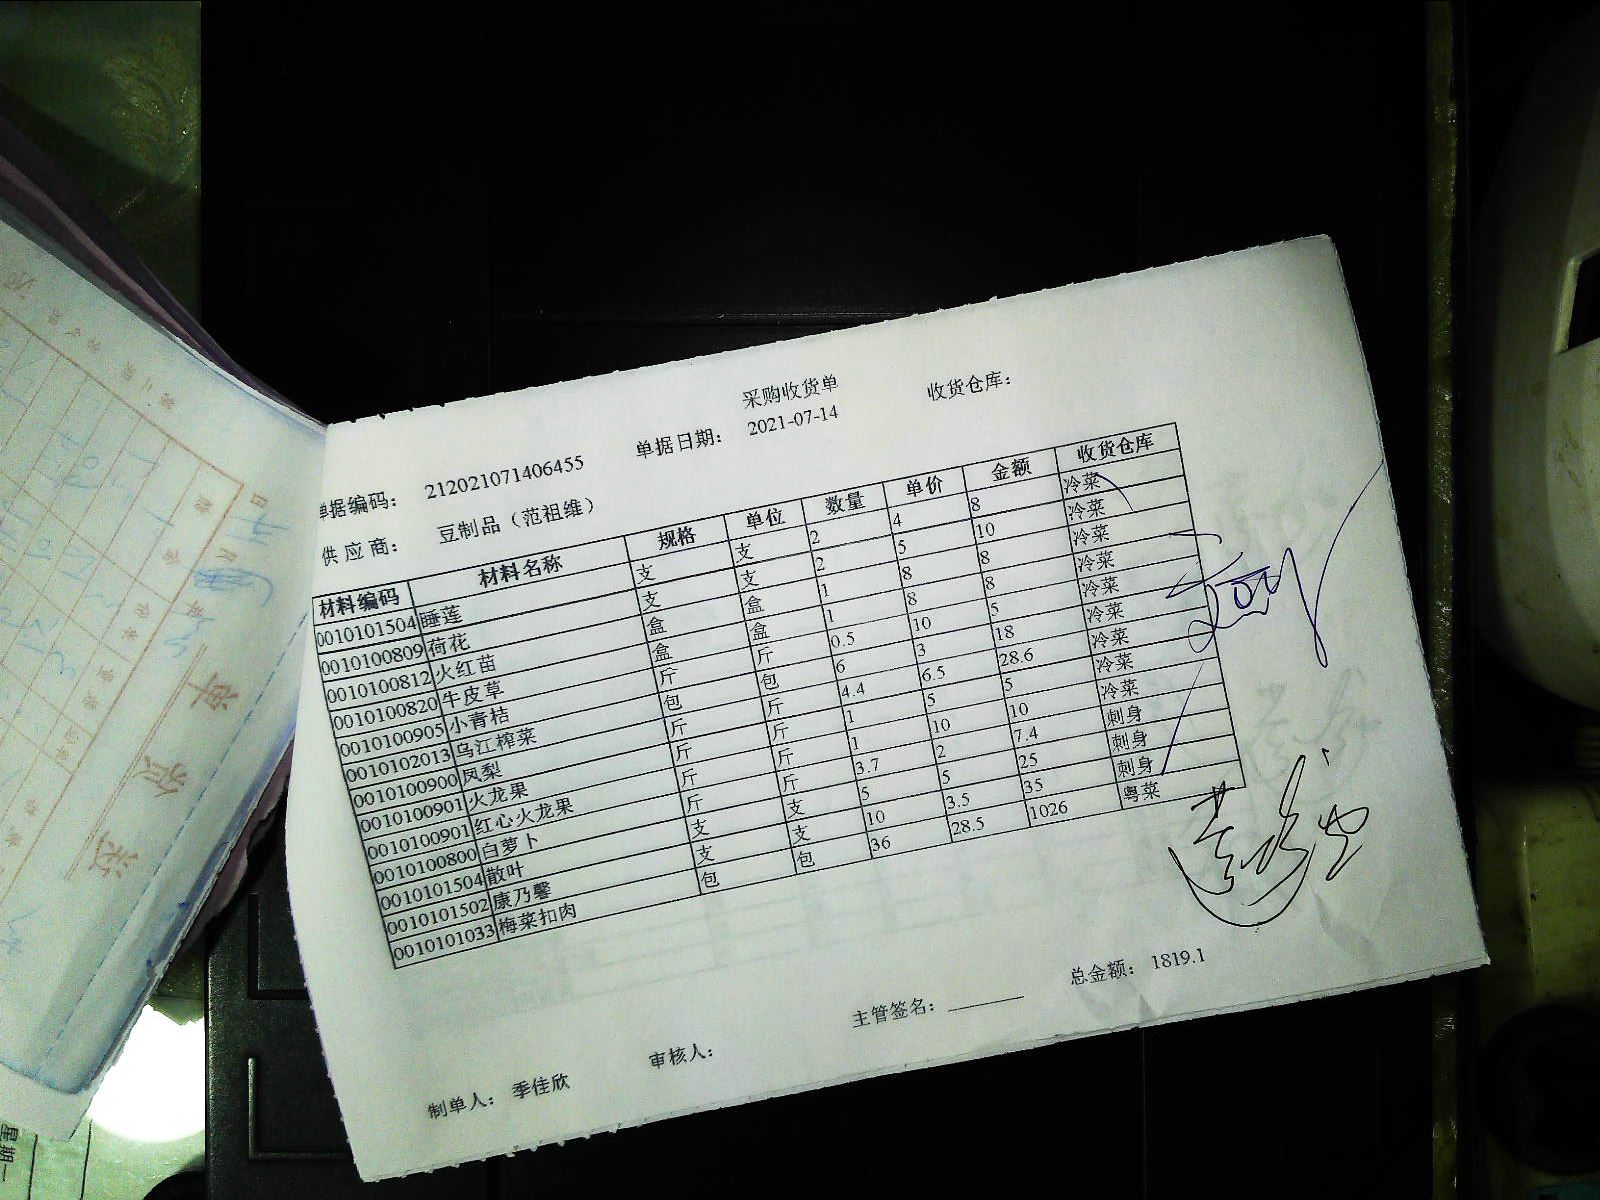 采购收货单
单据编码： 212021071406455 单据日期： 2021-07-14 收货仓库：
供应商： 豆制品（范祖维）
材料编码 材料名称 规格 单位 数量 单价 金额 收货仓库
0010101504 睡莲 支 支 2 4 8 冷菜
0010100809 荷花 支 支 2 5 10 冷菜
0010100812 火红苗 盒 盒 1 8 8 冷菜
0010100820 牛皮草 盒 盒 1 8 8 冷菜
0010100905 小青桔 斤 斤 0.5 10 5 冷菜
0010102013 乌江榨菜 包 包 6 3 18 冷菜
0010100900 凤梨 斤 斤 4.4 6.5 28.6 冷菜
0010100901 火龙果 斤 斤 1 5 5 冷菜
0010100901 红心火龙果 斤 斤 1 10 10 冷菜
0010100800 白萝卜 斤 斤 3.7 2 7.4 刺身
0010101504 散叶 支 支 5 5 25 刺身
0010101502 康乃馨 支 支 10 3.5 35 刺身
0010101033 梅菜扣肉 包 包 36 28.5 1026 粤菜
总金额： 1819.1
主管签名：
审核人：
制单人： 季佳欣
星期一